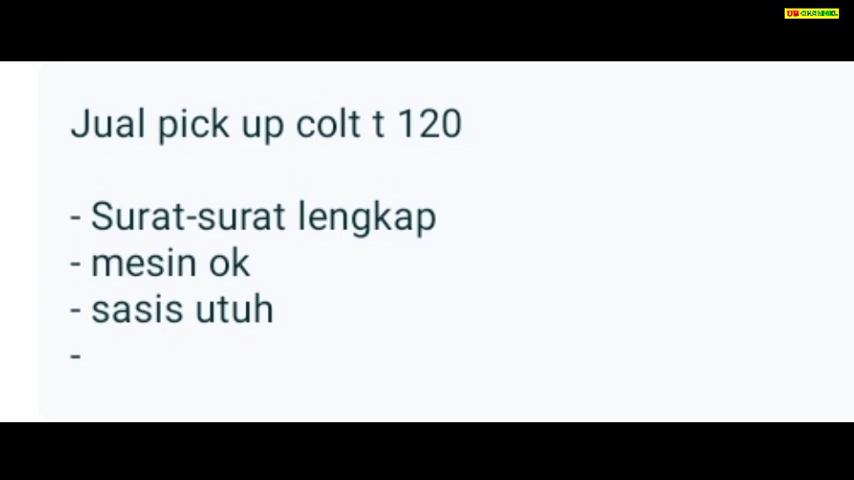 Jual pick up colt t 120
- Surat-surat lengkap
- mesin ok
- sasis utuh
-